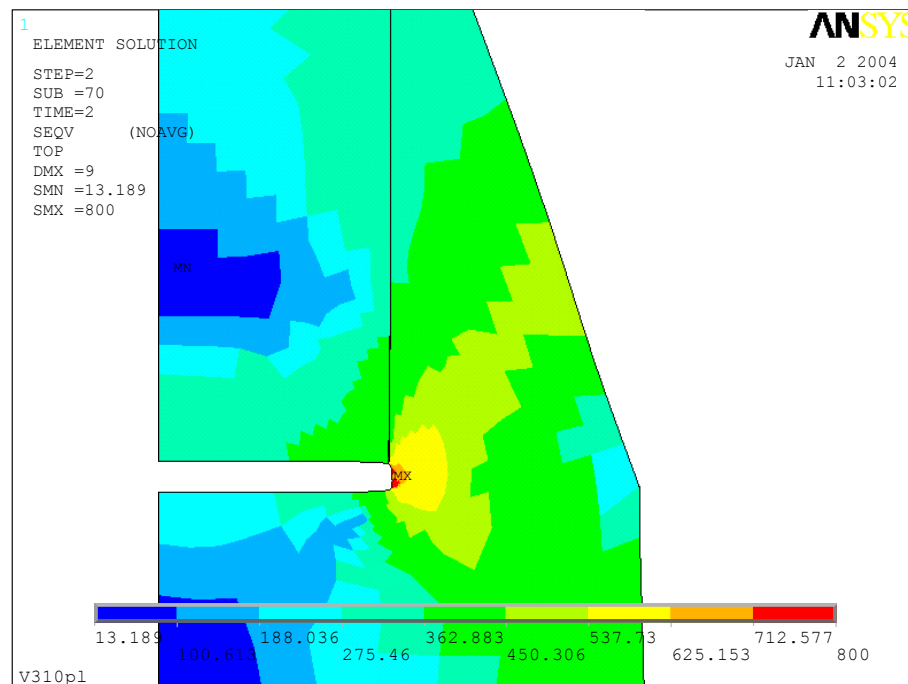 1
ELEMENT SOLUTION
STEP=2
SUB =70
TIME=2
SEQV (NOAVG)
TOP
DMX =9
SMN =13.189
SMX =800
ANSYS
JAN 2 2004
11:03:02
MN
MX
13.189 188.036 362.883 537.73 712.577
100.613 275.46 450.306 625.153 800
V310pl